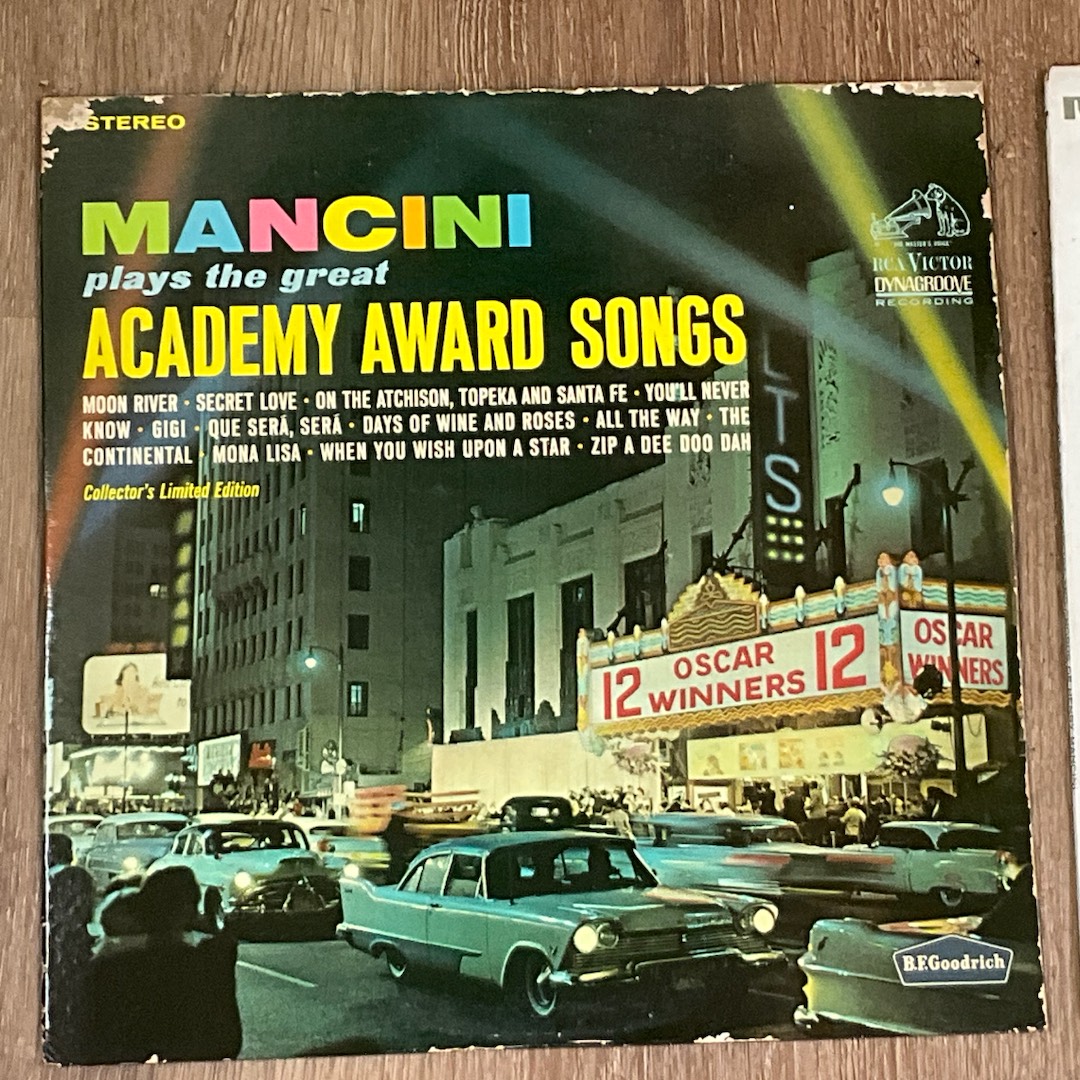 STEREO
MANCINI
plays the great
ACADEMY AWARD SONGS
MOON RIVER • SECRET LOVE • ON THE ATCHISON, TOPEKA AND SANTA FE • YOU'LL NEVER
KNOW • GIGI • QUE SERÁ, SERÁ • DAYS OF WINE AND ROSES • ALL THE WAY • THE
CONTINENTAL • MONA LISA • WHEN YOU WISH UPON A STAR • ZIP A DEE DOO DAH
Collector's Limited Edition
"HIS MASTER'S VOICE"
RCA VICTOR
DYNAGROOVE
RECORDING
LTS
12 OSCAR WINNERS 12
OSCAR
WINNERS
B.F.Goodrich